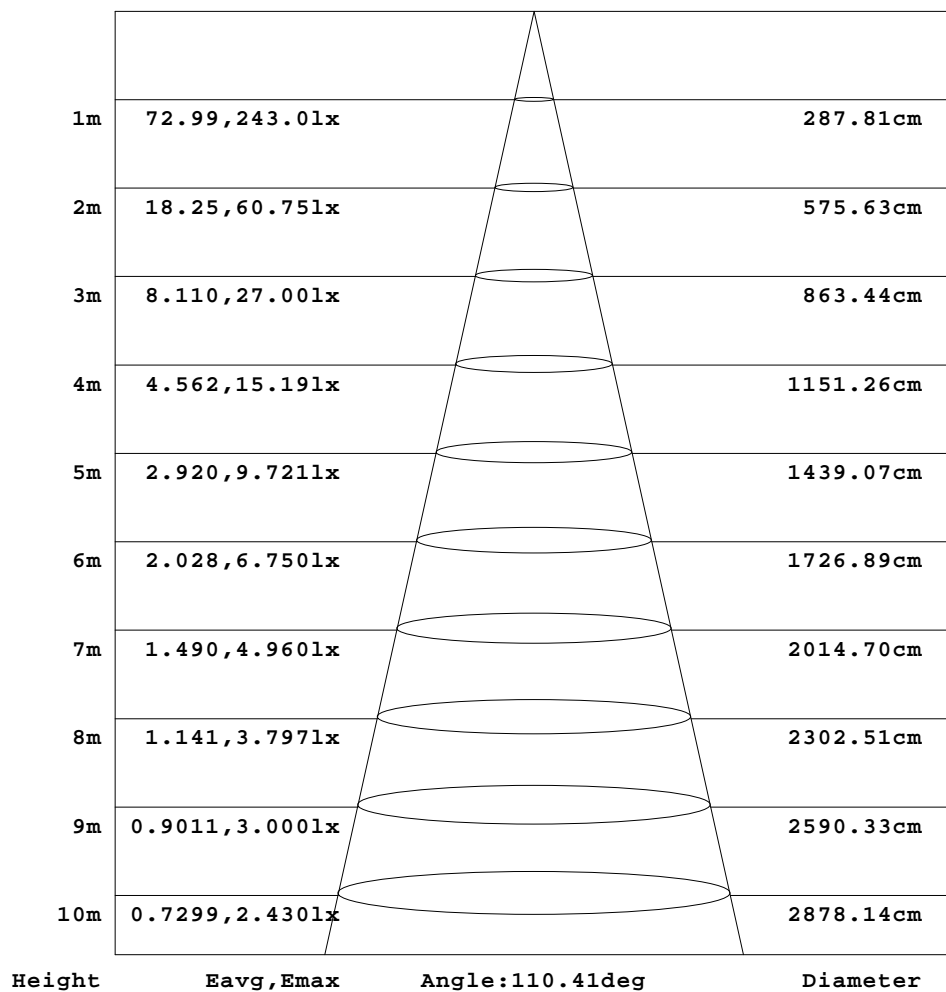 1m 72.99,243.0lx 287.81cm
2m 18.25,60.75lx 575.63cm
3m 8.110,27.00lx 863.44cm
4m 4.562,15.19lx 1151.26cm
5m 2.920,9.721lx 1439.07cm
6m 2.028,6.750lx 1726.89cm
7m 1.490,4.960lx 2014.70cm
8m 1.141,3.797lx 2302.51cm
9m 0.9011,3.000lx 2590.33cm
10m 0.7299,2.430lx 2878.14cm
Height Eavg,Emax Angle:110.41deg Diameter